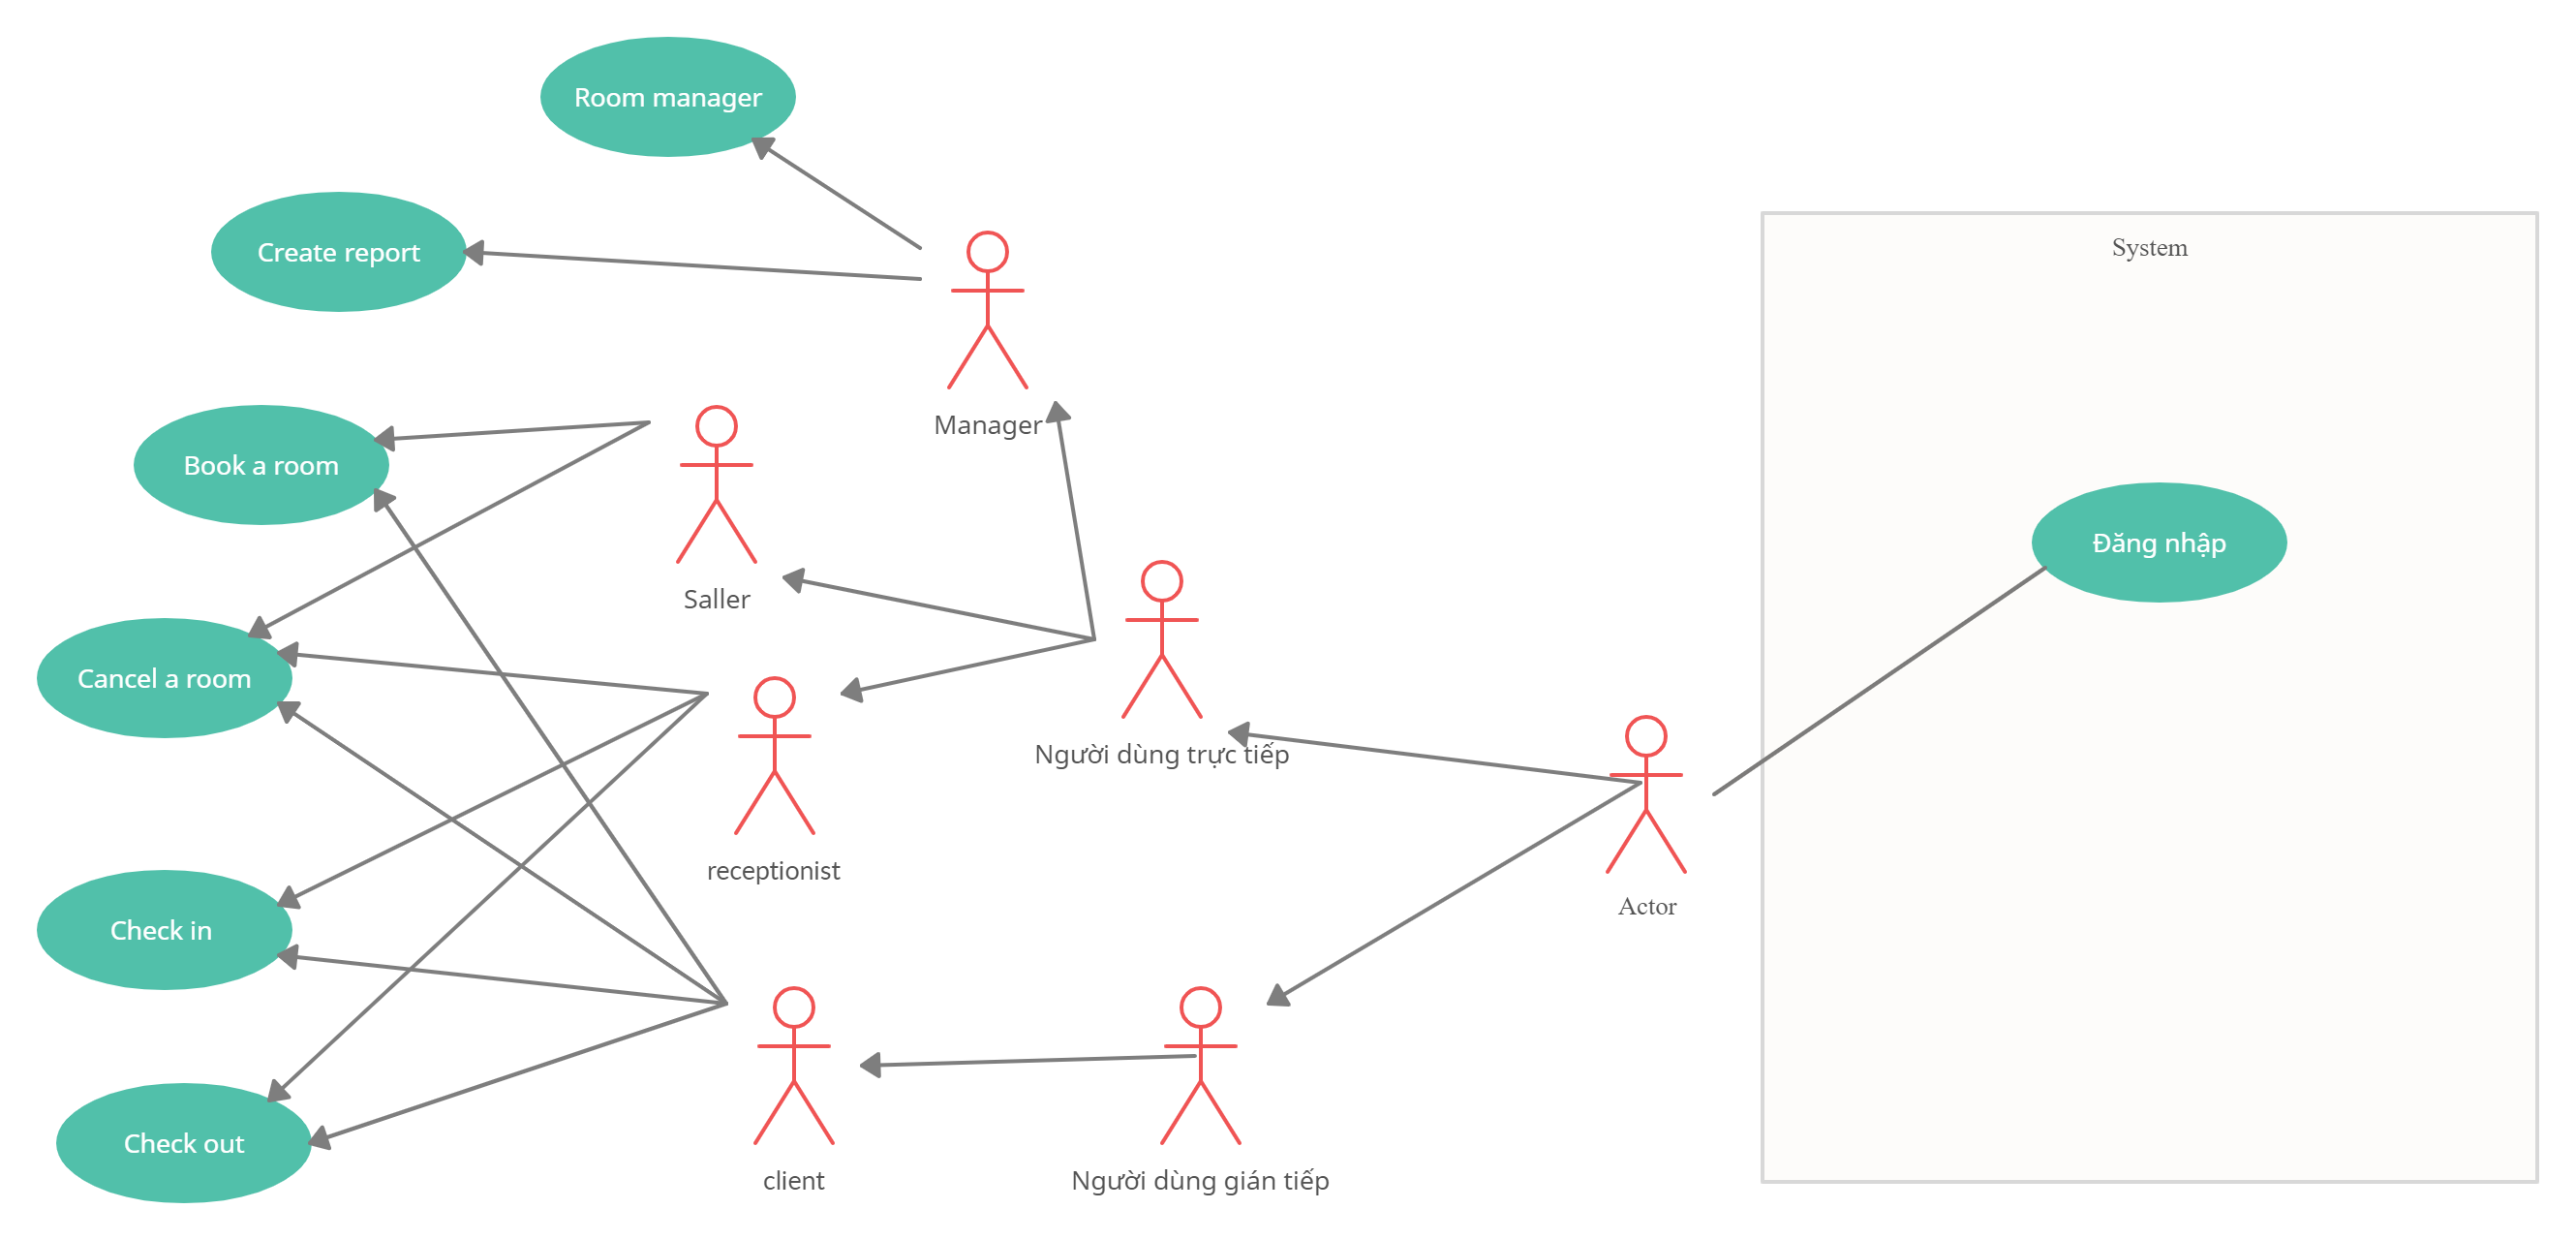 Room manager
Create report
System
Manager
Book a room
Đăng nhập
Saller
Cancel a room
Người dùng trực tiếp
receptionist
Actor
Check in
Check out
client
Người dùng gián tiếp